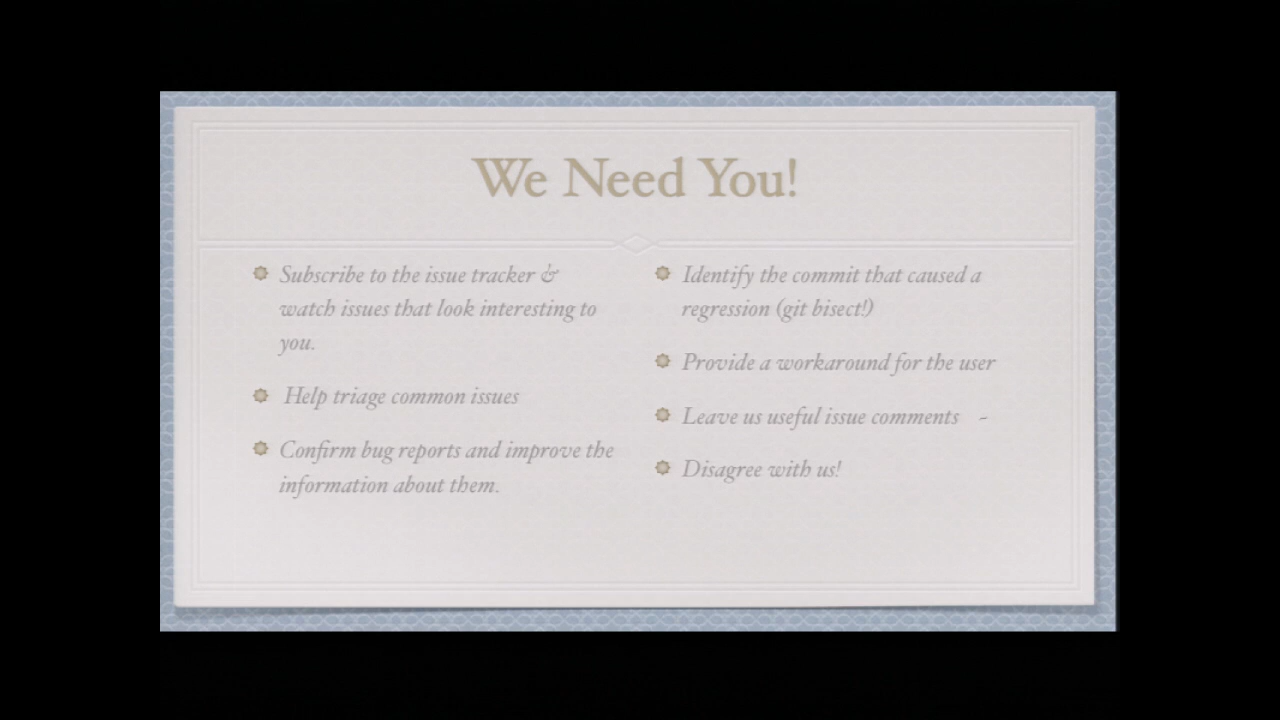 We Need You!
Subscribe to the issue tracker &
watch issues that look interesting to
you.
Help triage common issues
Confirm bug reports and improve the
information about them.
Identify the commit that caused a
regression (git bisect!)
Provide a workaround for the user
Leave us useful issue comments -
Disagree with us!